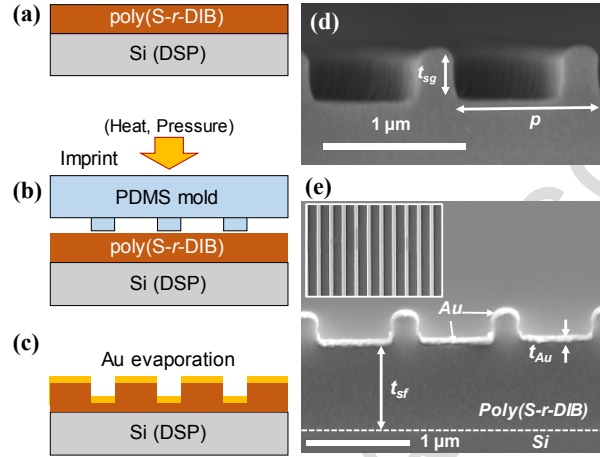 (a)
poly(S-r-DIB)
Si (DSP)
(Heat, Pressure)
Imprint
(b)
PDMS mold
poly(S-r-DIB)
Si (DSP)
(c)
Au evaporation
Si (DSP)
(d)
tsg
p
1 µm
(e)
Au
tAu
tsf
Poly(S-r-DIB)
Si
1 µm